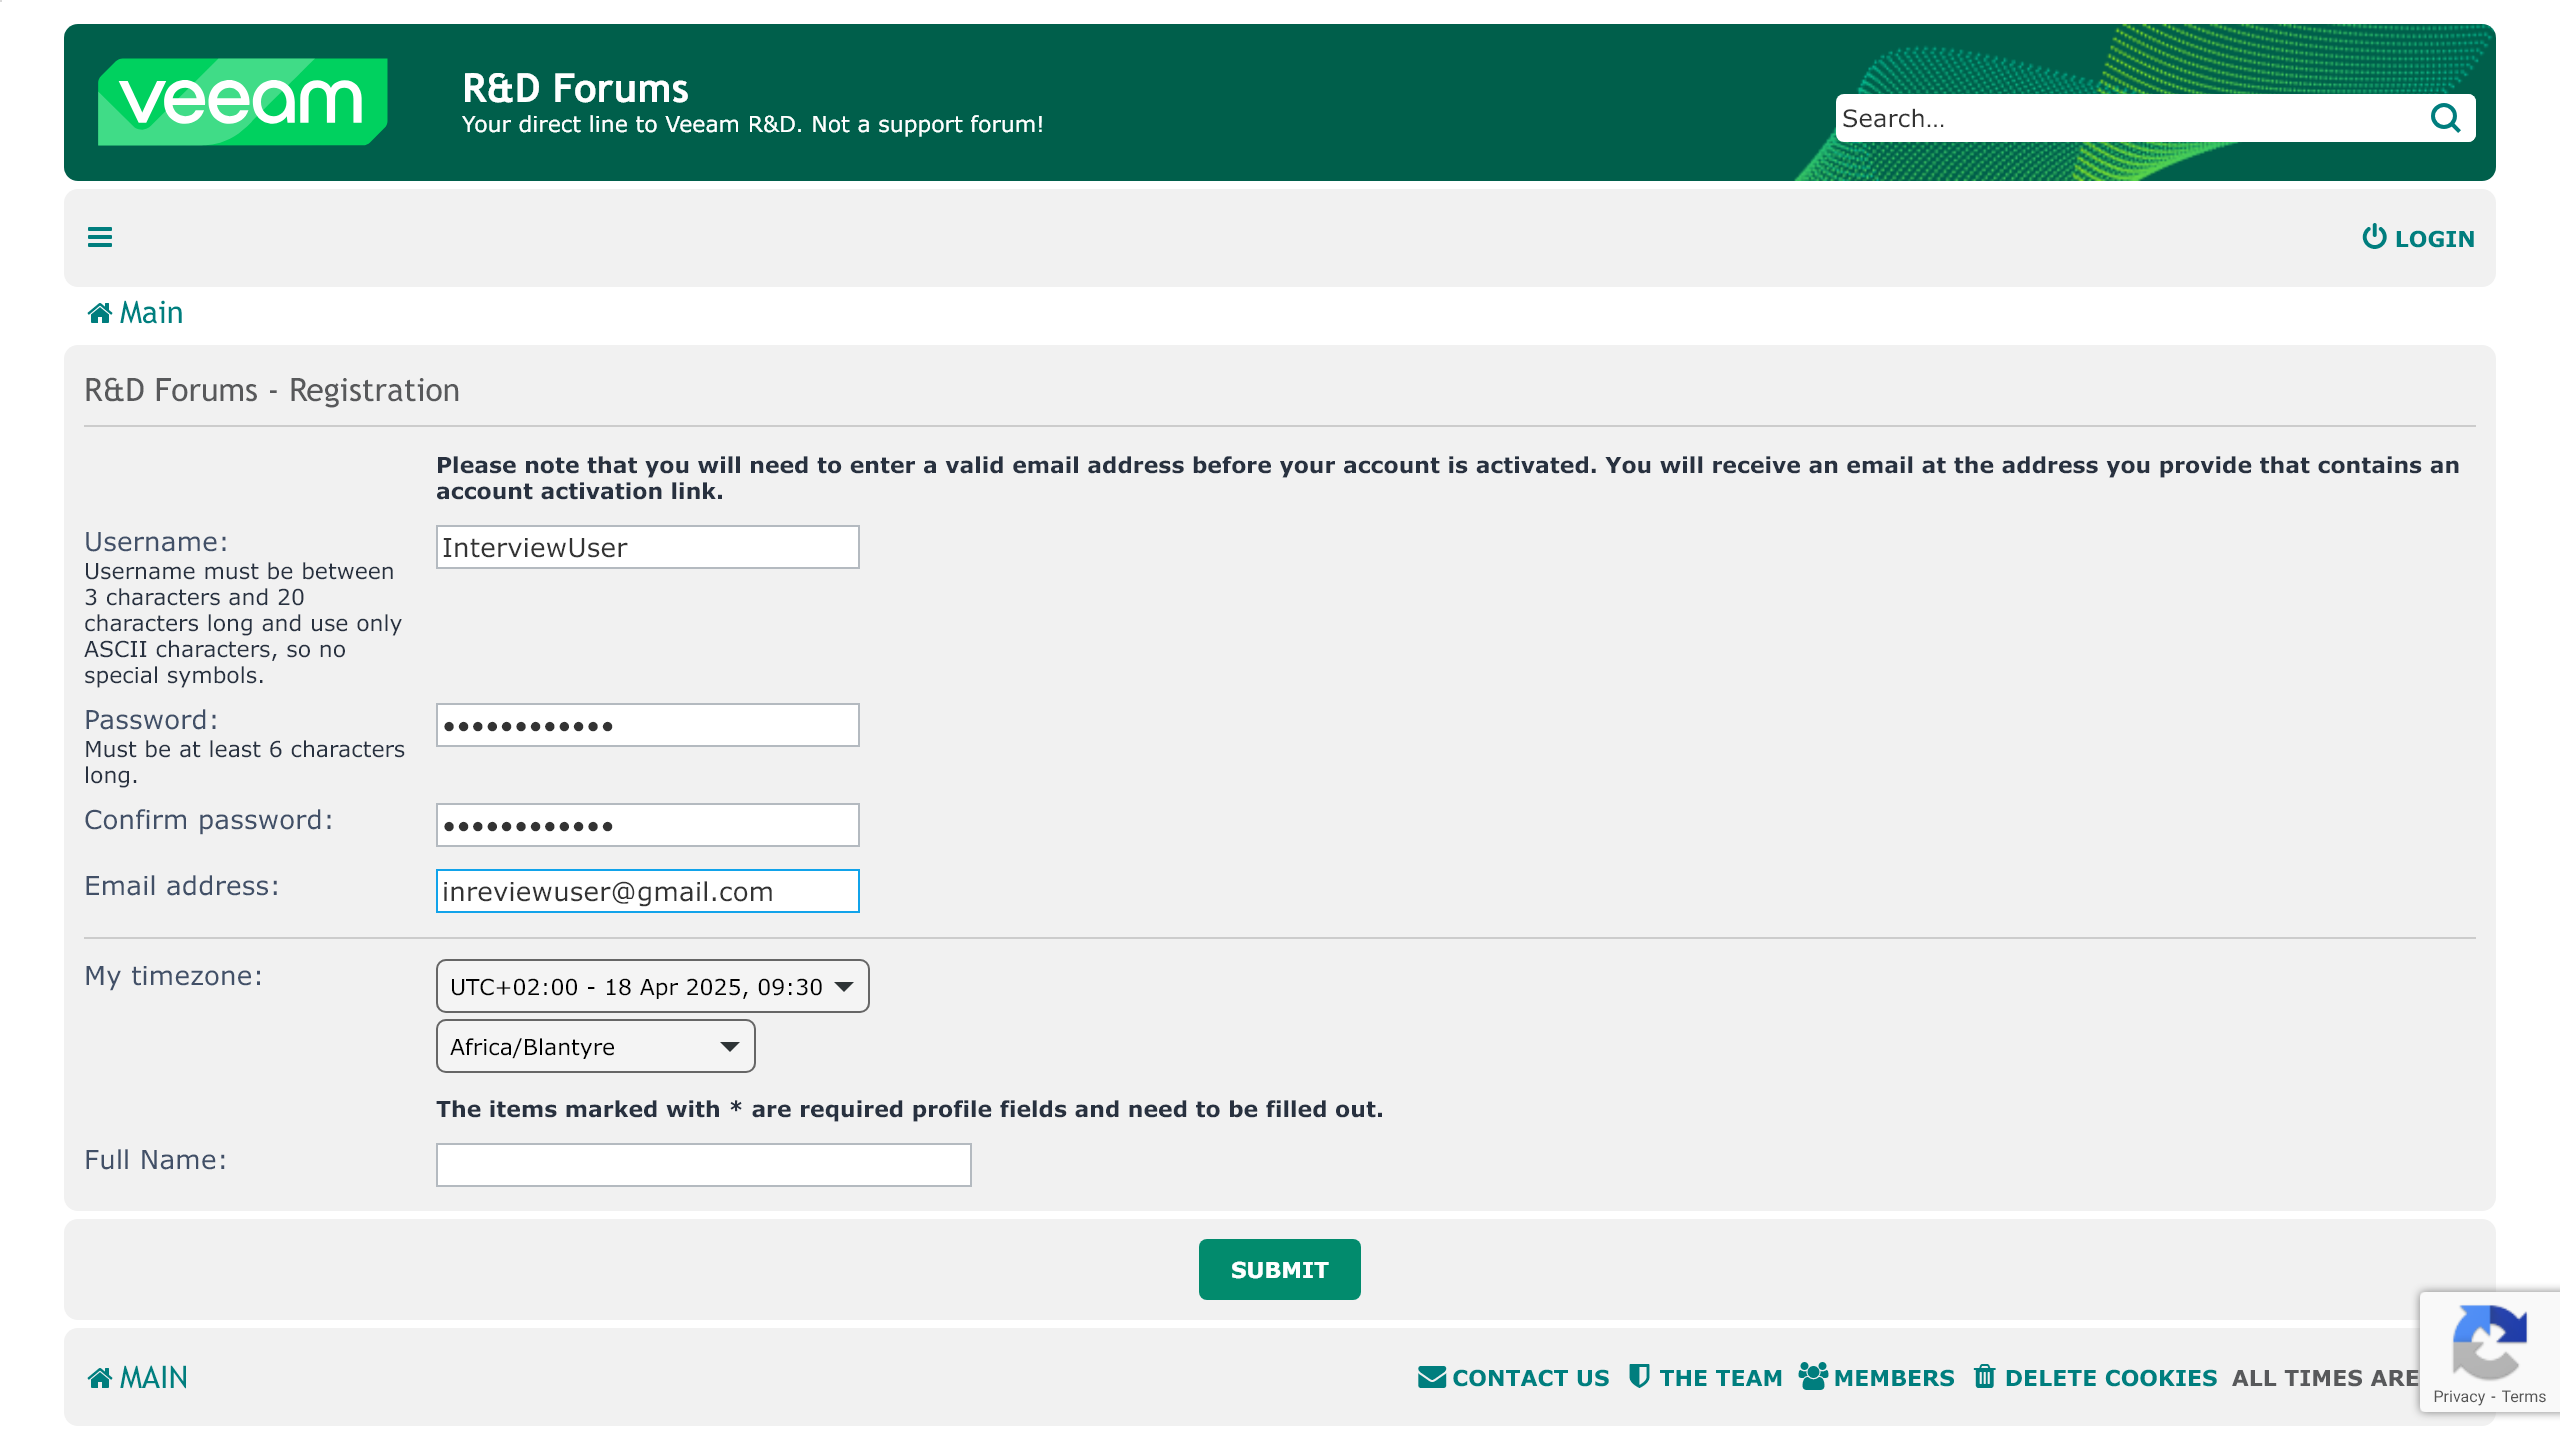 veeam
R&D Forums
Your direct line to Veeam R&D. Not a support forum!
Search…
LOGIN
Main
R&D Forums - Registration
Please note that you will need to enter a valid email address before your account is activated. You will receive an email at the address you provide that contains an
account activation link.
Username:
InterviewUser
Username must be between
3 characters and 20
characters long and use only
ASCII characters, so no
special symbols.
Password:
••••••••••••
Must be at least 6 characters
long.
Confirm password:
••••••••••••
Email address:
inreviewuser@gmail.com
My timezone:
UTC+02:00 - 18 Apr 2025, 09:30
Africa/Blantyre
The items marked with * are required profile fields and need to be filled out.
Full Name:
SUBMIT
MAIN
CONTACT US
THE TEAM
MEMBERS
DELETE COOKIES
ALL TIMES ARE
Privacy - Terms